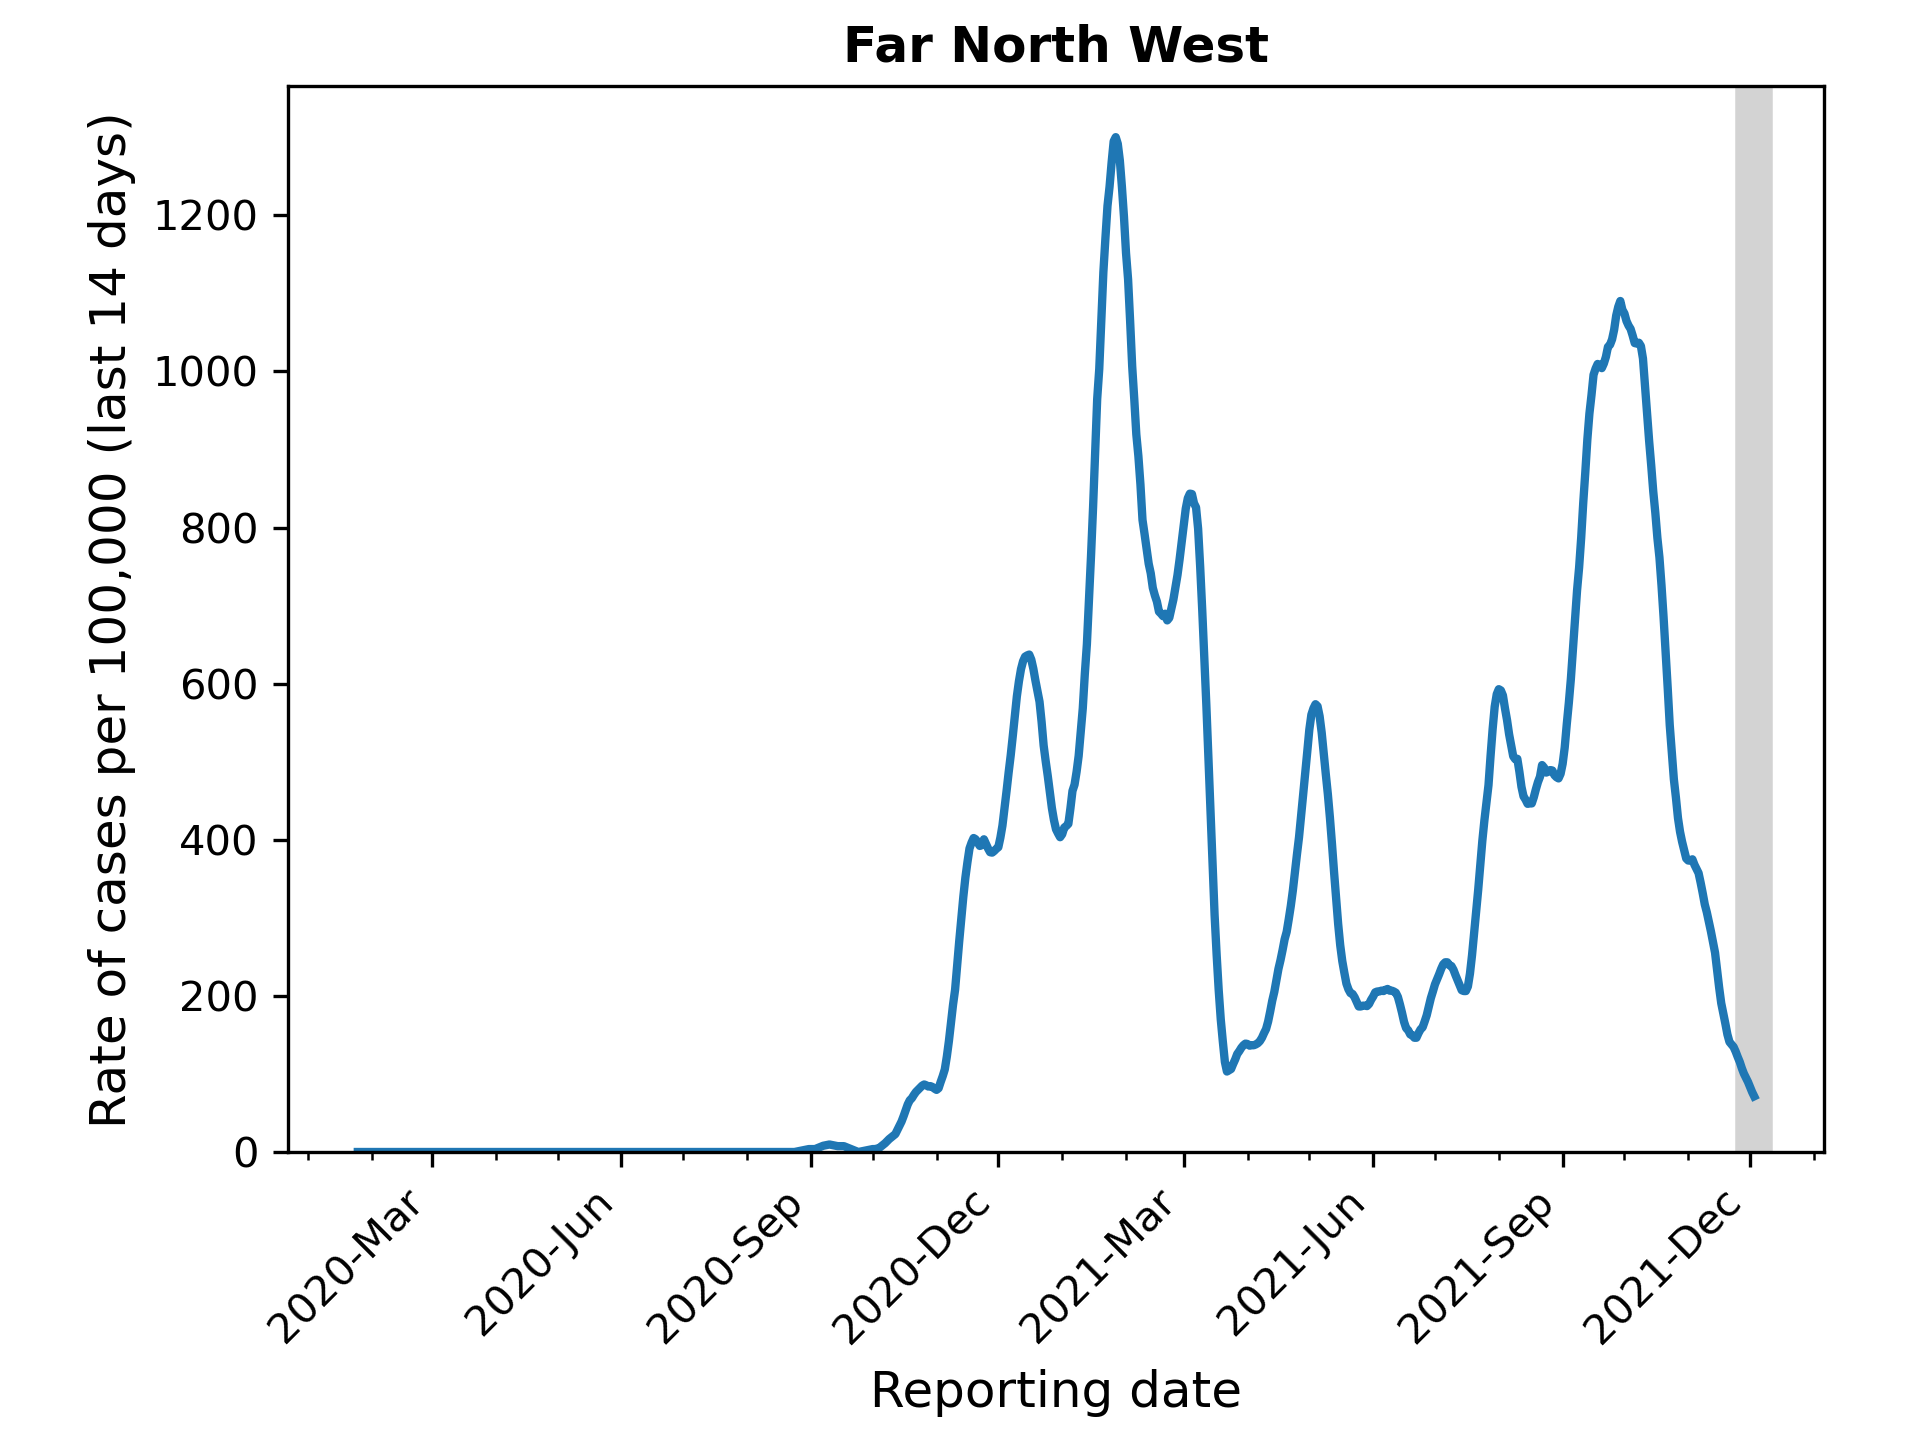 Far North West
Rate of cases per 100,000 (last 14 days)
1200
1000
800
600
400
200
0
2020-Mar
2020-Jun
2020-Sep
2020-Dec
2021-Mar
2021-Jun
2021-Sep
2021-Dec
Reporting date